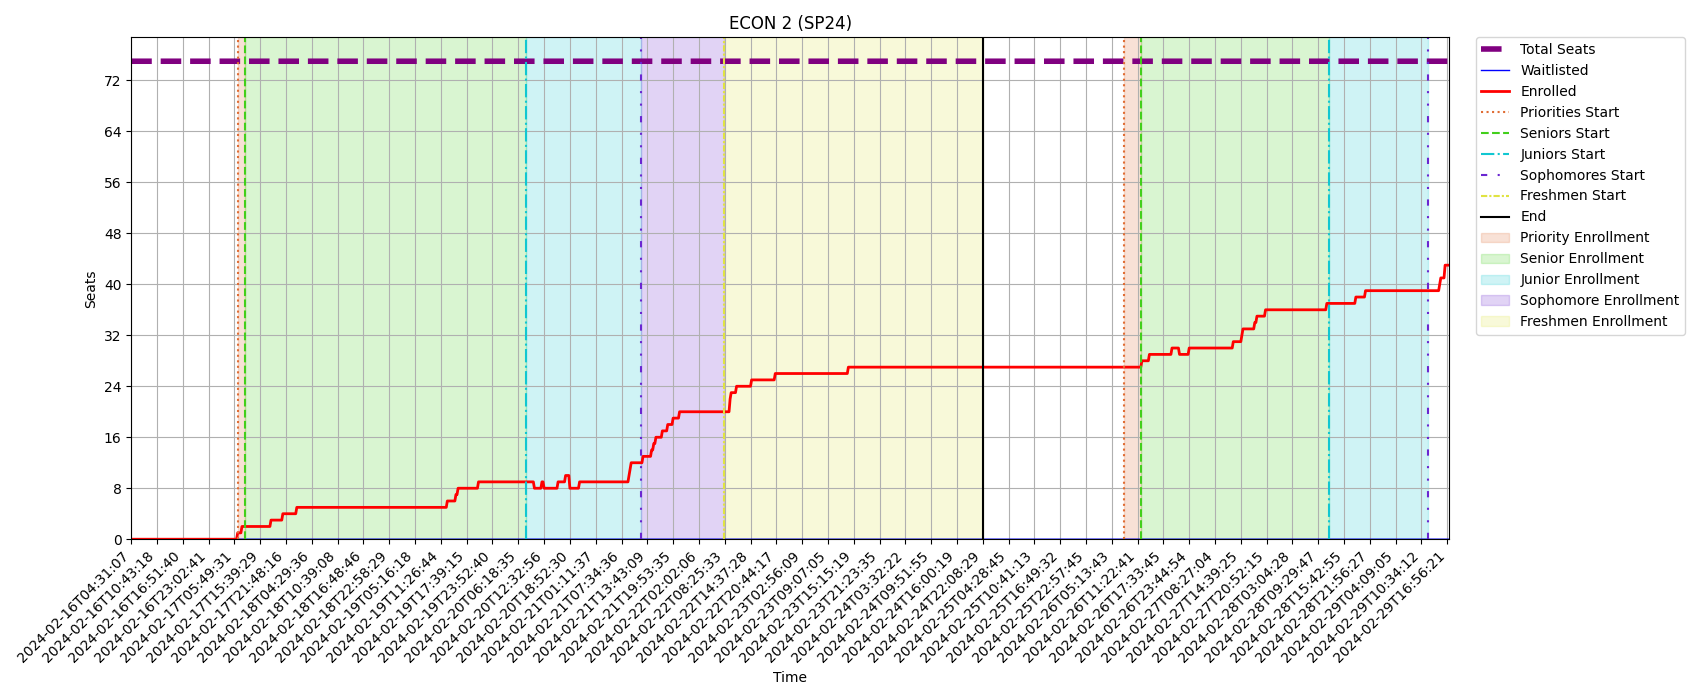 ECON 2 (SP24)
Seats
72
64
56
48
40
32
24
16
8
0
Total Seats
Waitlisted
Enrolled
Priorities Start
Seniors Start
Juniors Start
Sophomores Start
Freshmen Start
End
Priority Enrollment
Senior Enrollment
Junior Enrollment
Sophomore Enrollment
Freshmen Enrollment
2024-02-16T04:31:07
2024-02-16T10:43:18
2024-02-16T16:51:40
2024-02-16T23:02:41
2024-02-17T05:49:31
2024-02-17T15:39:29
2024-02-17T21:48:16
2024-02-18T04:29:36
2024-02-18T10:39:08
2024-02-18T16:48:46
2024-02-18T22:58:29
2024-02-19T05:16:18
2024-02-19T11:26:44
2024-02-19T17:39:15
2024-02-19T23:52:40
2024-02-20T06:18:35
2024-02-20T12:32:56
2024-02-20T18:52:30
2024-02-21T01:11:37
2024-02-21T07:34:36
2024-02-21T13:43:09
2024-02-21T19:53:35
2024-02-22T02:02:06
2024-02-22T08:25:33
2024-02-22T14:37:28
2024-02-22T20:44:17
2024-02-23T02:56:09
2024-02-23T09:07:05
2024-02-23T15:15:19
2024-02-23T21:23:35
2024-02-24T03:32:22
2024-02-24T09:51:55
2024-02-24T16:00:19
2024-02-24T22:08:29
2024-02-25T04:28:45
2024-02-25T10:41:13
2024-02-25T16:49:32
2024-02-25T22:57:45
2024-02-26T05:13:43
2024-02-26T11:22:41
2024-02-26T17:33:45
2024-02-26T23:44:54
2024-02-27T08:27:04
2024-02-27T14:39:25
2024-02-27T20:52:15
2024-02-28T03:04:28
2024-02-28T09:29:47
2024-02-28T15:42:55
2024-02-28T21:56:27
2024-02-29T04:09:05
2024-02-29T10:34:12
2024-02-29T16:56:21
Time